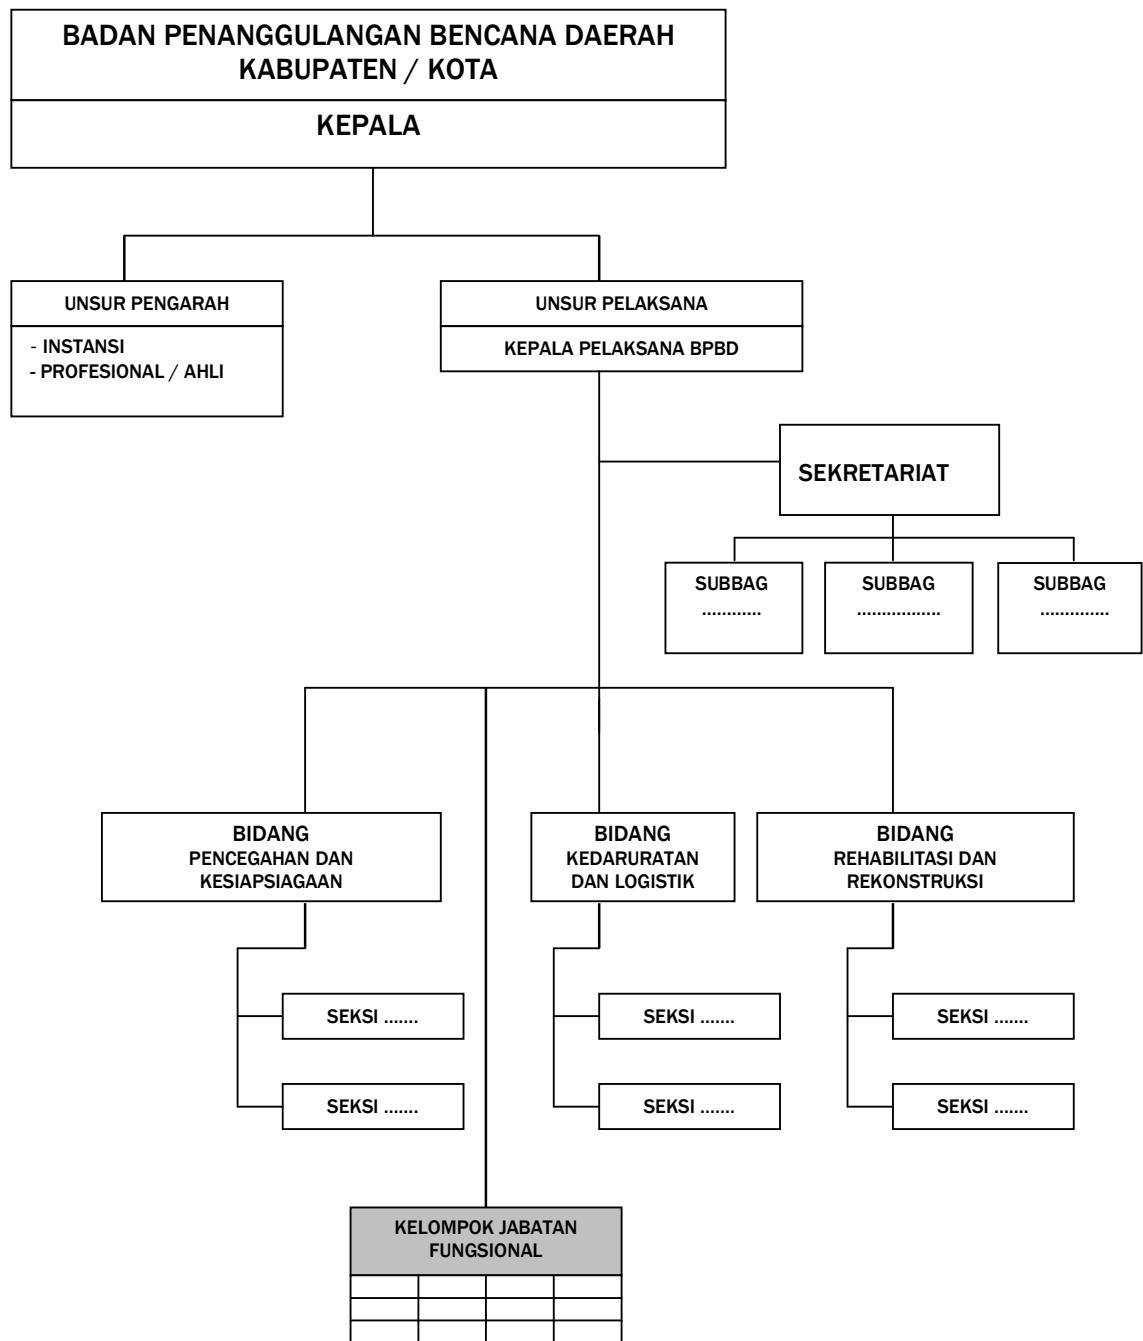 BADAN PENANGGULANGAN BENCANA DAERAH
KABUPATEN / KOTA
KEPALA
UNSUR PENGARAH
- INSTANSI
- PROFESIONAL / AHLI
UNSUR PELAKSANA
KEPALA PELAKSANA BPBD
SEKRETARIAT
SUBBAG
............
SUBBAG
.................
SUBBAG
..............
BIDANG
PENCEGAHAN DAN
KESIAPSIAGAAN
BIDANG
KEDARURATAN
DAN LOGISTIK
BIDANG
REHABILITASI DAN
REKONSTRUKSI
SEKSI .......
SEKSI .......
SEKSI .......
SEKSI .......
SEKSI .......
SEKSI .......
KELOMPOK JABATAN
FUNGSIONAL